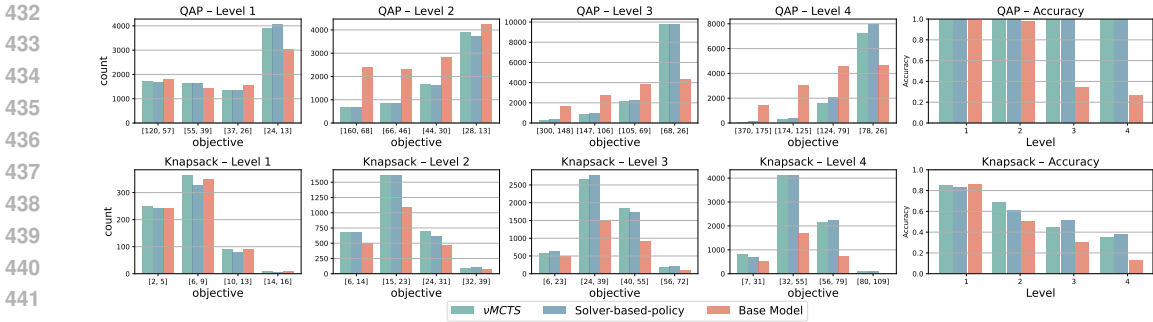 432
433
434
435
436
437
438
439
440
441
QAP – Level 1
count
4000
3000
2000
1000
0
[120, 57] [55, 39] [37, 26] [24, 13]
objective
QAP – Level 2
4000
3000
2000
1000
0
[160, 68] [66, 46] [44, 30] [28, 13]
objective
QAP – Level 3
10000
8000
6000
4000
2000
0
[300, 148] [147, 106] [105, 69] [68, 26]
objective
QAP – Level 4
8000
6000
4000
2000
0
[370, 175] [174, 125] [124, 79] [78, 26]
objective
QAP – Accuracy
Accuracy
1.0
0.8
0.6
0.4
0.2
0.0
1 2 3 4
Level
Knapsack – Level 1
count
300
200
100
0
[2, 5] [6, 9] [10, 13] [14, 16]
objective
Knapsack – Level 2
1500
1250
1000
750
500
250
0
[6, 14] [15, 23] [24, 31] [32, 39]
objective
Knapsack – Level 3
2500
2000
1500
1000
500
0
[6, 23] [24, 39] [40, 55] [56, 72]
objective
Knapsack – Level 4
4000
3000
2000
1000
0
[7, 31] [32, 55] [56, 79] [80, 109]
objective
Knapsack – Accuracy
Accuracy
1.0
0.8
0.6
0.4
0.2
0.0
1 2 3 4
Level
νMCTS Solver-based-policy Base Model